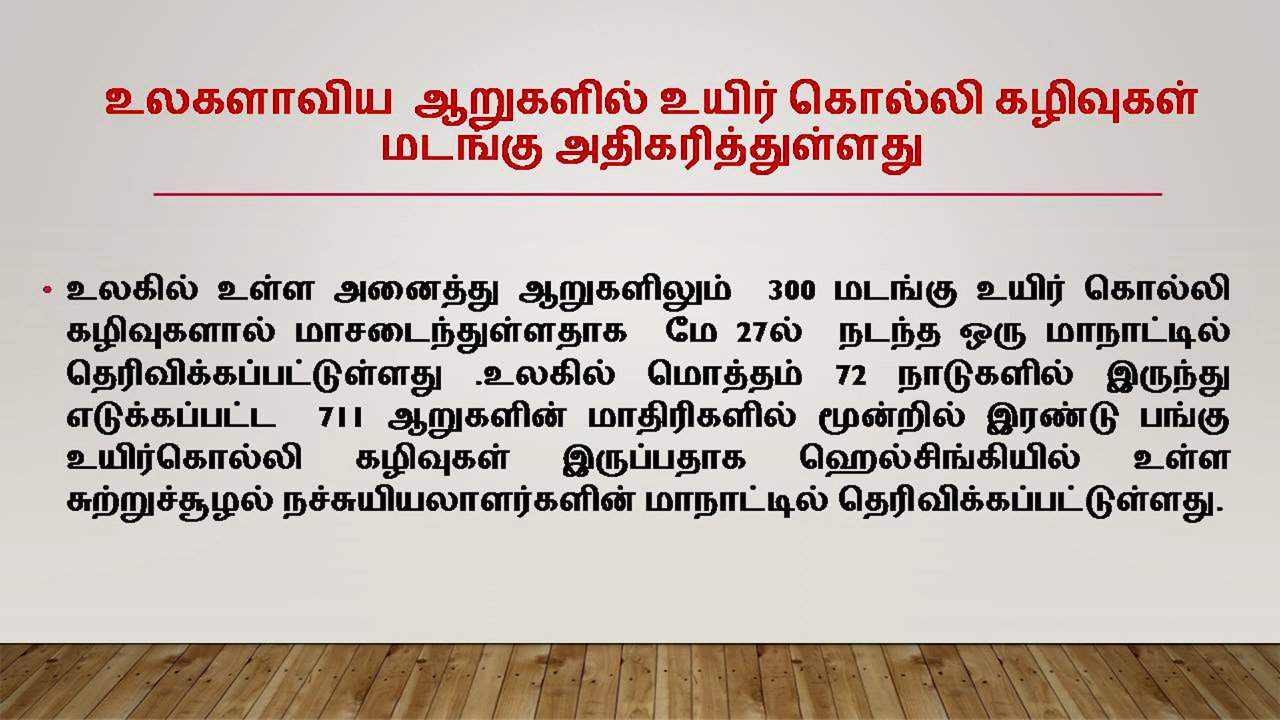 உலகளாவிய ஆறுகளில் உயிர் கொல்லி கழிவுகள்
மடங்கு அதிகரித்துள்ளது
• உலகில் உள்ள அனைத்து ஆறுகளிலும் 300 மடங்கு உயிர் கொல்லி
கழிவுகளால் மாசடைந்துள்ளதாக மே 27ல் நடந்த ஒரு மாநாட்டில்
தெரிவிக்கப்பட்டுள்ளது .உலகில் மொத்தம் 72 நாடுகளில் இருந்து
எடுக்கப்பட்ட 711 ஆறுகளின் மாதிரிகளில் மூன்றில் இரண்டு பங்கு
உயிர்கொல்லி கழிவுகள் இருப்பதாக ஹெல்சிங்கியில் உள்ள
சுற்றுச்சூழல் நச்சுயியலாளர்களின் மாநாட்டில் தெரிவிக்கப்பட்டுள்ளது.